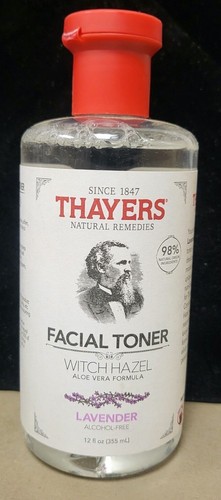 SINCE 1847
THAYERS®
NATURAL REMEDIES
98%
FACIAL TONER
WITCH HAZEL
ALOE VERA FORMULA
LAVENDER
ALCOHOL-FREE
12 fl oz (355 mL)